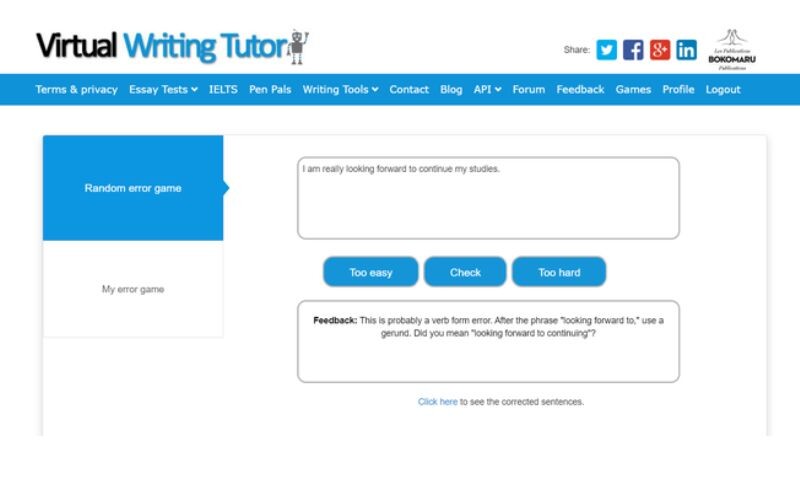 Virtual Writing Tutor
Share:
Les Publications
BOKOMARU
Publications
Terms & privacy Essay Tests IELTS Pen Pals Writing Tools Contact Blog API Forum Feedback Games Profile Logout
Random error game
My error game
I am really looking forward to continue my studies.
Too easy Check Too hard
Feedback: This is probably a verb form error. After the phrase "looking forward to," use a
gerund. Did you mean "looking forward to continuing"?
Click here to see the corrected sentences.